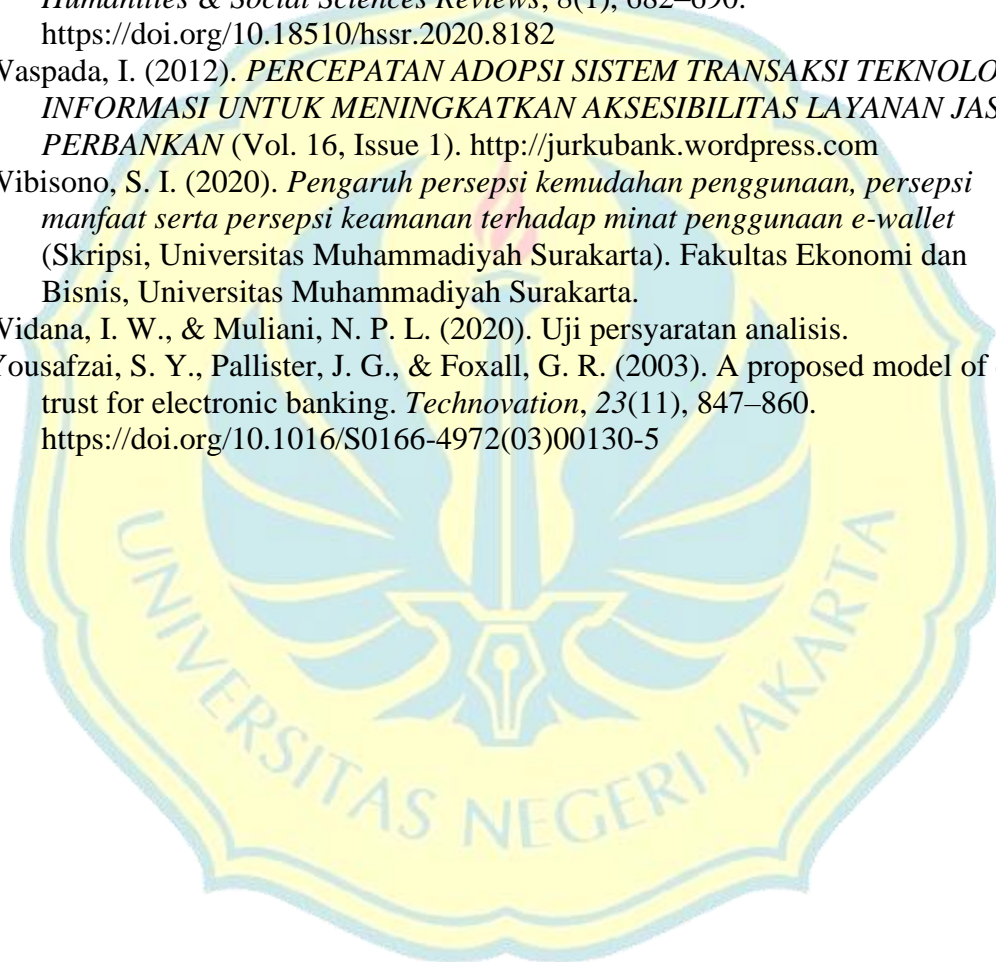 Humanities & Social Sciences Reviews, 8(1), 682–690.
https://doi.org/10.18510/hssr.2020.8182
Waspada, I. (2012). PERCEPATAN ADOPSI SISTEM TRANSAKSI TEKNOLO
INFORMASI UNTUK MENINGKATKAN AKSESIBILITAS LAYANAN JAS
PERBANKAN (Vol. 16, Issue 1). http://jurkubank.wordpress.com
Wibisono, S. I. (2020). Pengaruh persepsi kemudahan penggunaan, persepsi
manfaat serta persepsi keamanan terhadap minat penggunaan e-wallet
(Skripsi, Universitas Muhammadiyah Surakarta). Fakultas Ekonomi dan
Bisnis, Universitas Muhammadiyah Surakarta.
Widana, I. W., & Muliani, N. P. L. (2020). Uji persyaratan analisis.
Yousafzai, S. Y., Pallister, J. G., & Foxall, G. R. (2003). A proposed model of
trust for electronic banking. Technovation, 23(11), 847–860.
https://doi.org/10.1016/S0166-4972(03)00130-5
UNIVERSITAS NEGERI JAKARTA